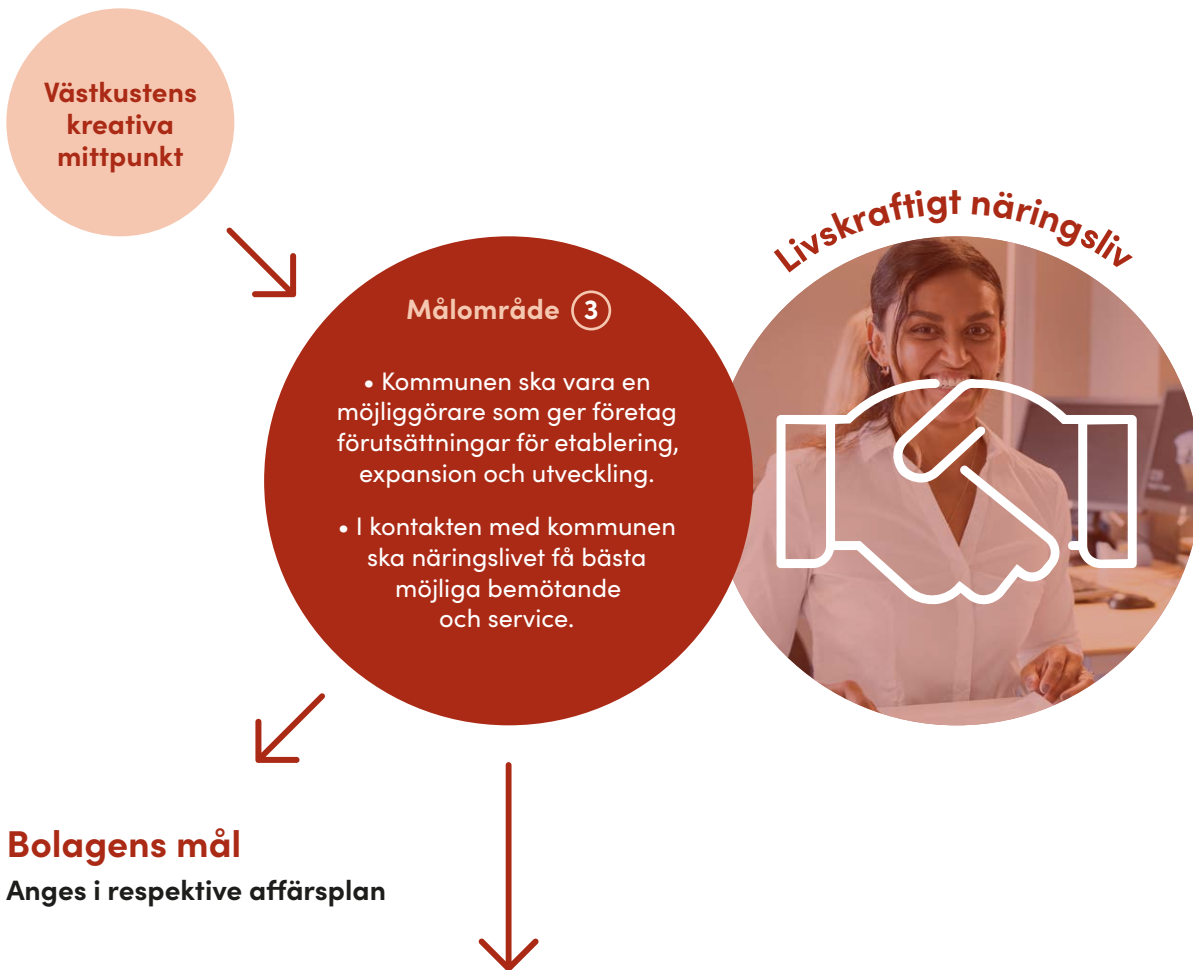 Västkustens
kreativa
mittpunkt
Livskraftigt näringsliv
Målområde 3
• Kommunen ska vara en
möjliggörare som ger företag
förutsättningar för etablering,
expansion och utveckling.
• I kontakten med kommunen
ska näringslivet få bästa
möjliga bemötande
och service.
Bolagens mål
Anges i respektive affärsplan